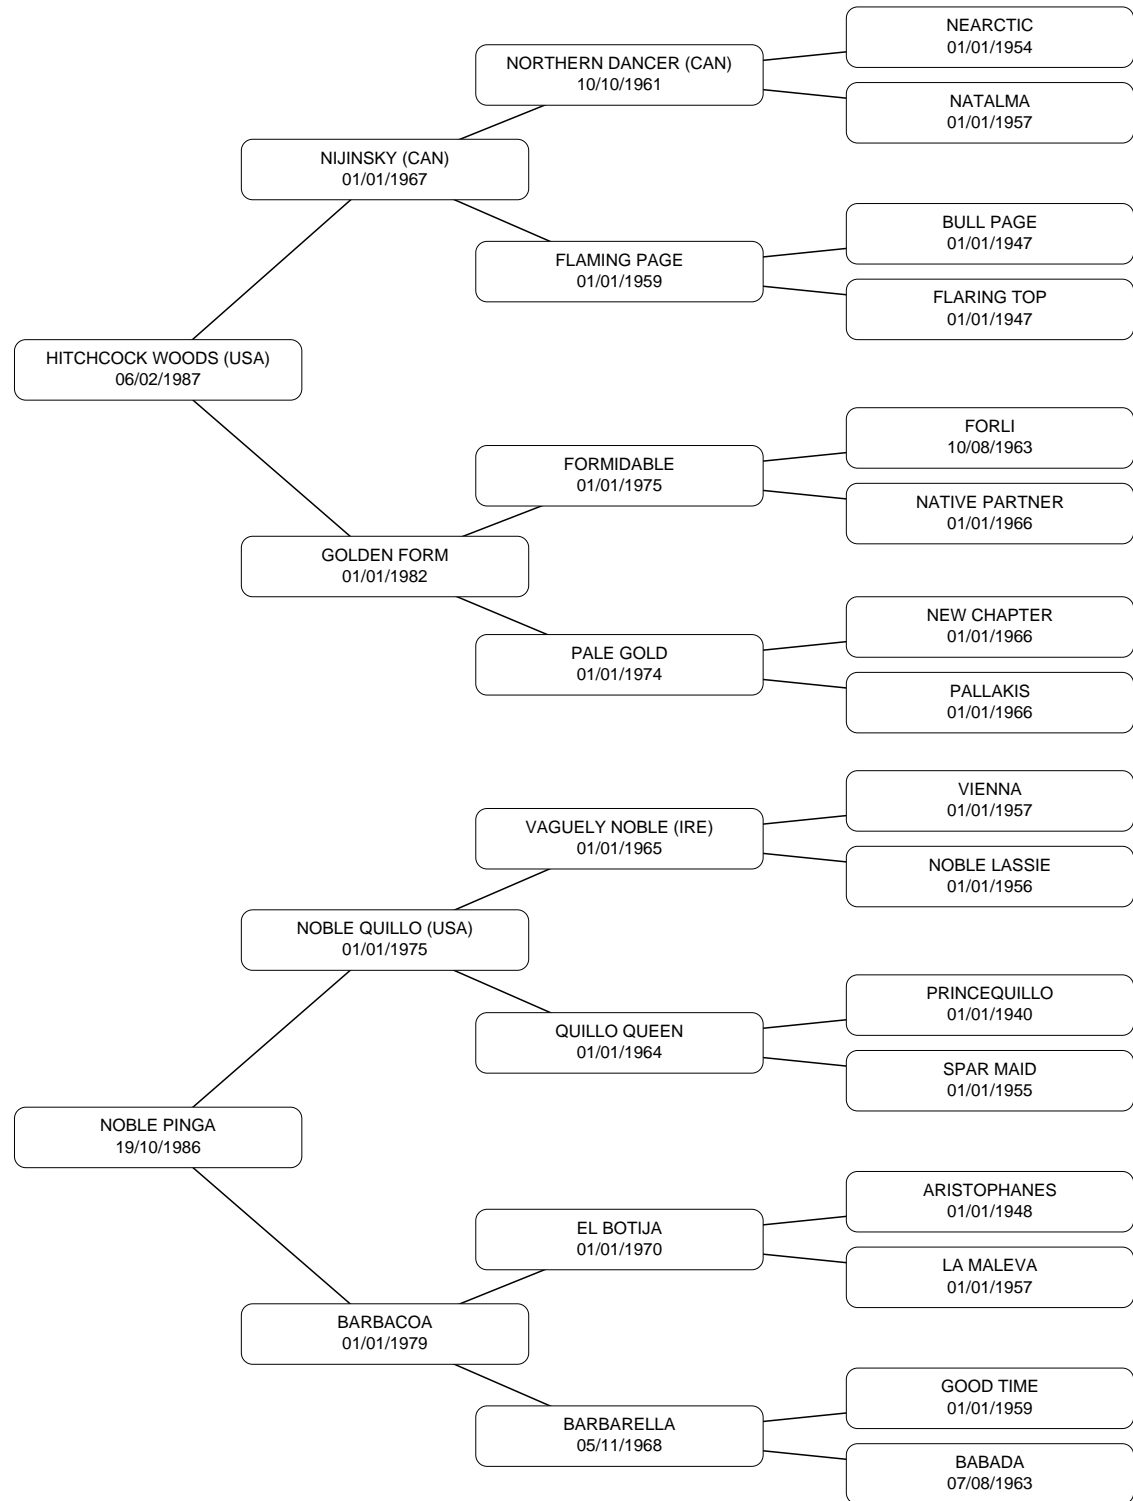 NEARCTIC
01/01/1954
NORTHERN DANCER (CAN)
10/10/1961
NATALMA
01/01/1957
NIJINSKY (CAN)
01/01/1967
BULL PAGE
01/01/1947
FLAMING PAGE
01/01/1959
FLARING TOP
01/01/1947
HITCHCOCK WOODS (USA)
06/02/1987
FORLI
10/08/1963
FORMIDABLE
01/01/1975
NATIVE PARTNER
01/01/1966
GOLDEN FORM
01/01/1982
NEW CHAPTER
01/01/1966
PALE GOLD
01/01/1974
PALLAKIS
01/01/1966
VIENNA
01/01/1957
VAGUELY NOBLE (IRE)
01/01/1965
NOBLE LASSIE
01/01/1956
NOBLE QUILLO (USA)
01/01/1975
PRINCEQUILLO
01/01/1940
QUILLO QUEEN
01/01/1964
SPAR MAID
01/01/1955
NOBLE PINGA
19/10/1986
ARISTOPHANES
01/01/1948
EL BOTIJA
01/01/1970
LA MALEVA
01/01/1957
BARBACOA
01/01/1979
GOOD TIME
01/01/1959
BARBARELLA
05/11/1968
BABADA
07/08/1963